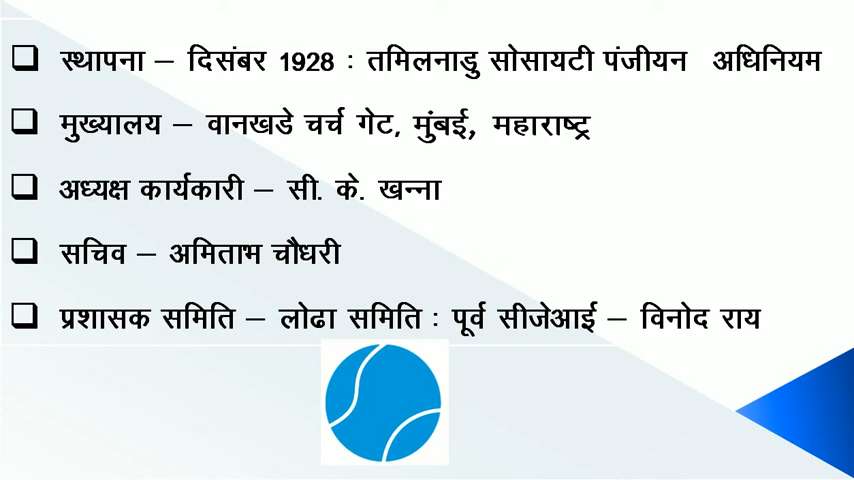 स्थापना – दिसंबर 1928 : तमिलनाडु सोसायटी पंजीयन अधिनियम
मुख्यालय – वानखडे चर्च गेट, मुंबई, महाराष्ट्र
अध्यक्ष कार्यकारी – सी. के. खन्ना
सचिव – अमिताभ चौधरी
प्रशासक समिति – लोढा समिति : पूर्व सीजेआई – विनोद राय